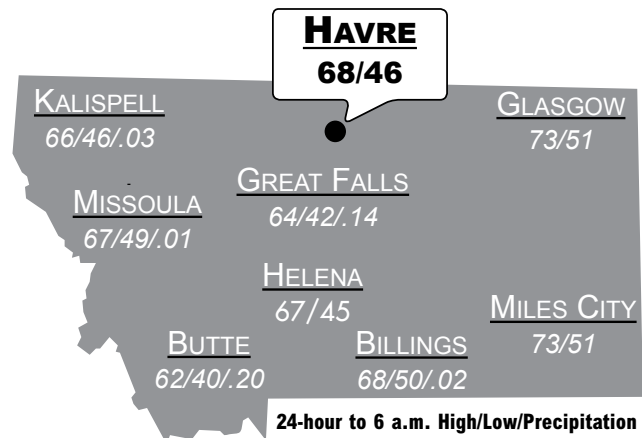 HAVRE
68/46
KALISPELL
66/46/.03
GLASGOW
73/51
GREAT FALLS
64/42/.14
MISSOULA
67/49/.01
HELENA
67/45
MILES CITY
73/51
BUTTE
62/40/.20
BILLINGS
68/50/.02
24-hour to 6 a.m. High/Low/Precipitation